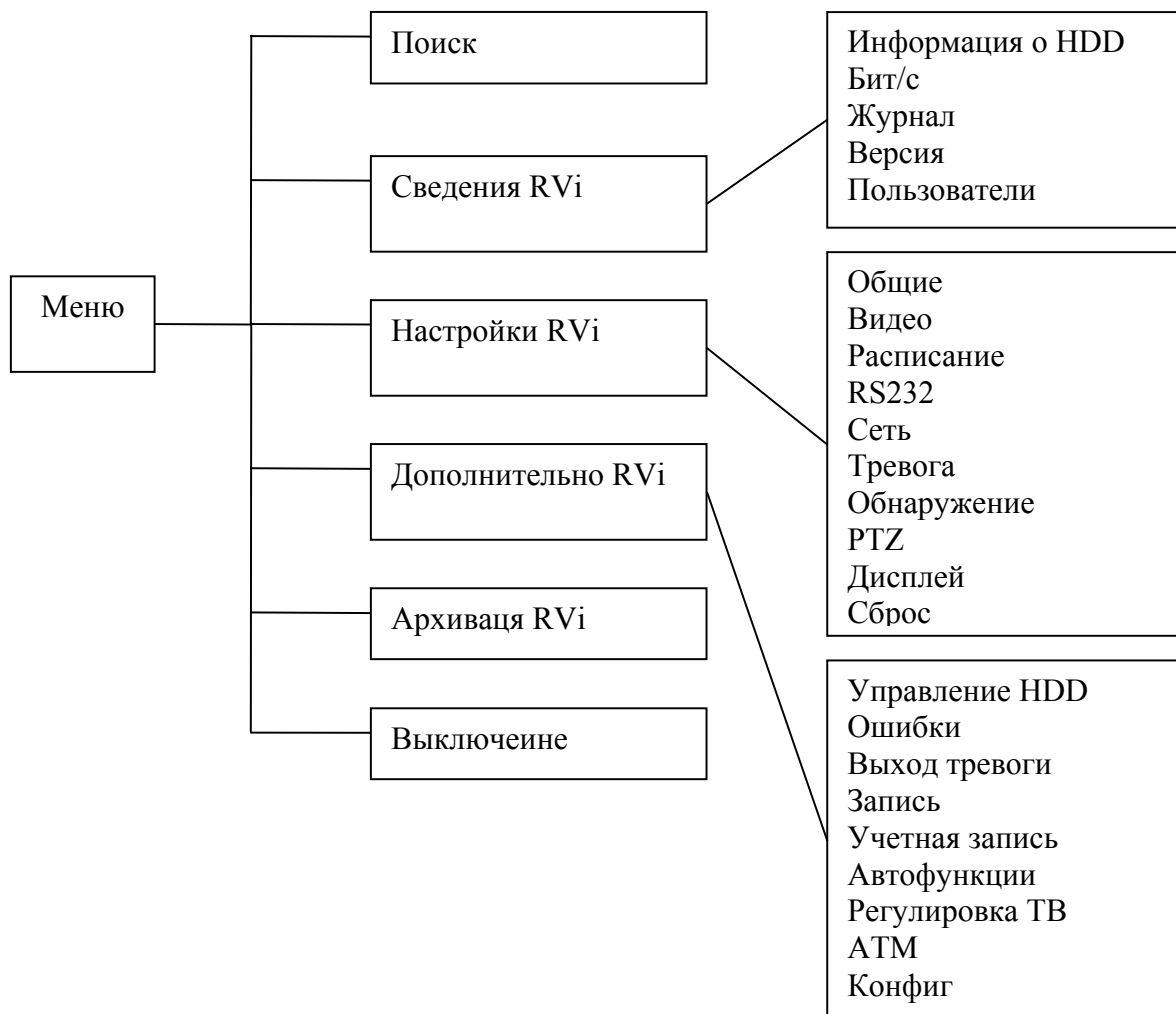 Меню
Поиск
Сведения RVi
Настройки RVi
Дополнительно RVi
Архиваця RVi
Выключеине
Информация о HDD
Бит/с
Журнал
Версия
Пользователи
Общие
Видео
Расписание
RS232
Сеть
Тревога
Обнаружение
PTZ
Дисплей
Сброс
Управление HDD
Ошибки
Выход тревоги
Запись
Учетная запись
Автофункции
Регулировка ТВ
ATM
Конфиг